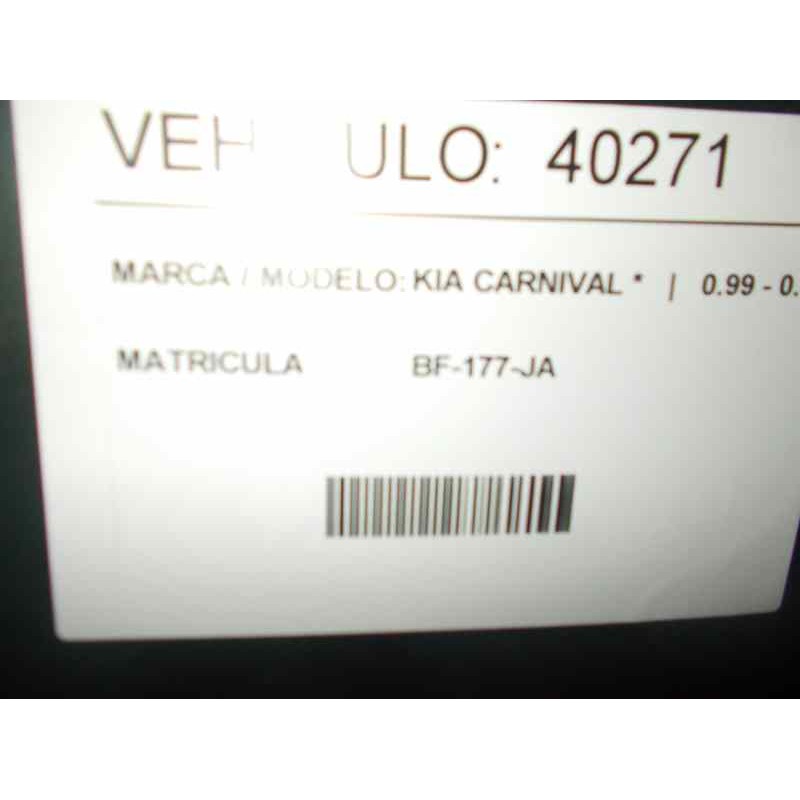 VEH ULO: 40271
MARCA / MODELO: KIA CARNIVAL * | 0.99 - 0.
MATRICULA BF-177-JA